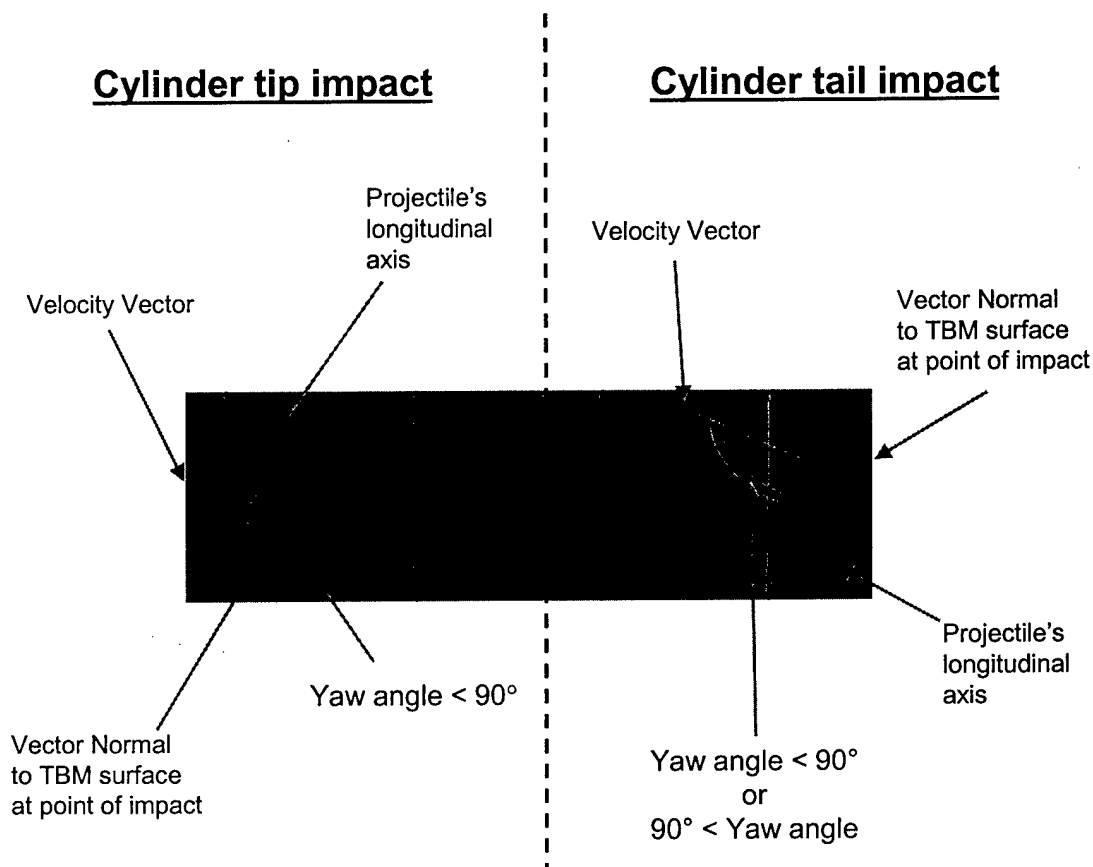 Cylinder tip impact
Projectile's
longitudinal
axis
Velocity Vector
Vector Normal
to TBM surface
at point of impact
Yaw angle < 90°
Cylinder tail impact
Velocity Vector
Vector Normal
to TBM surface
at point of impact
Projectile's
longitudinal
axis
Yaw angle < 90°
or
90° < Yaw angle